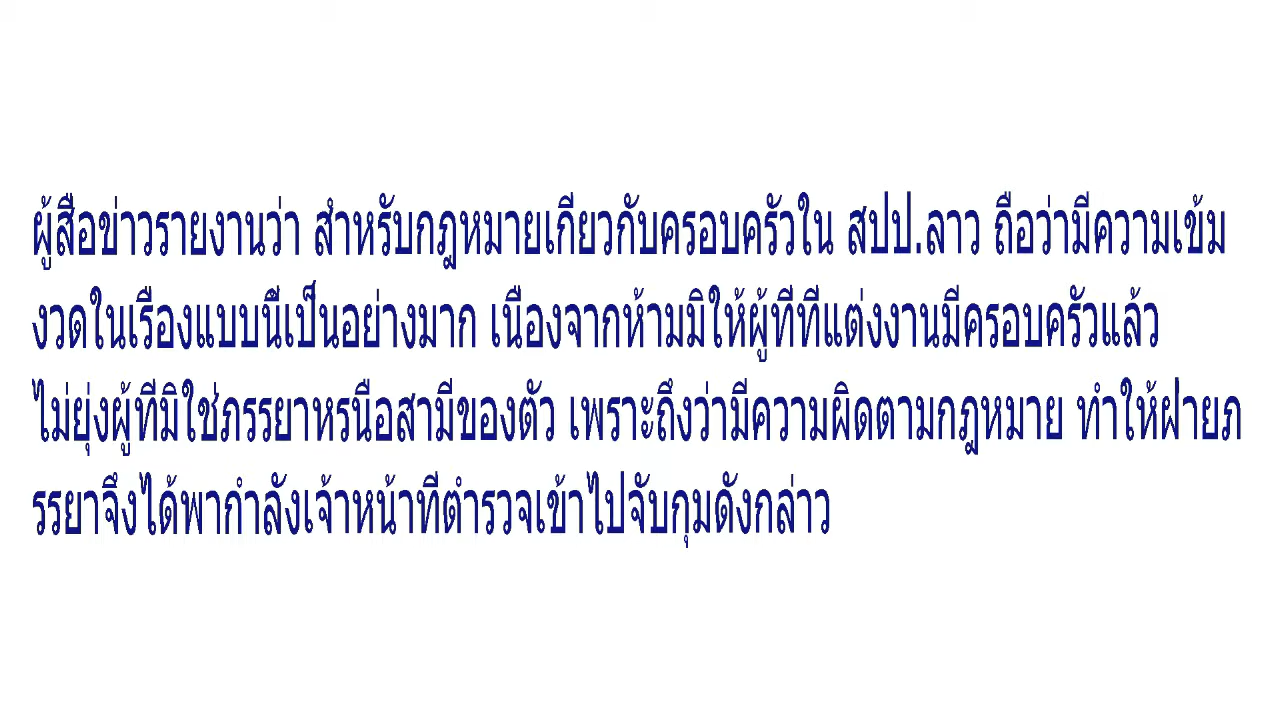 ผู้สื่อข่าวรายงานว่า สำหรับกฎหมายเกี่ยวกับครอบครัวใน สปป.ลาว ถือว่ามีความเข้ม
งวดในเรื่องแบบนี้เป็นอย่างมาก เนื่องจากห้ามมิให้ผู้ที่ที่แต่งงานมีครอบครัวแล้ว
ไม่ยุ่งผู้ที่มิใช่ภรรยาหรนือสามีของตัว เพราะถึงว่ามีความผิดตามกฎหมาย ทำให้ฝ่ายภ
รรยาจึงได้พากำลังเจ้าหน้าที่ตำรวจเข้าไปจับกุมดังกล่าว